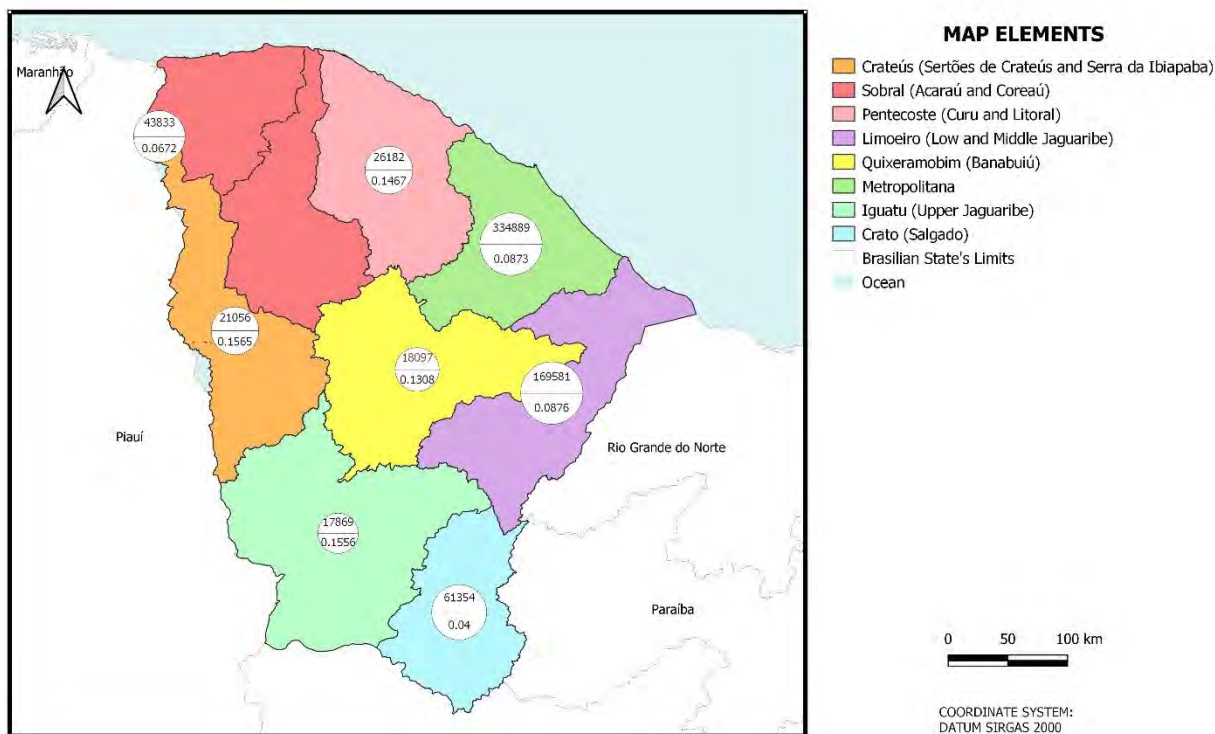 MAP ELEMENTS
Crateús (Sertões de Crateús and Serra da Ibiapaba)
Sobral (Acaraú and Coreaú)
Pentecoste (Curu and Litoral)
Limoeiro (Low and Middle Jaguaribe)
Quixeramobim (Banabuiú)
Metropolitana
Iguatu (Upper Jaguaribe)
Crato (Salgado)
Brasilian State's Limits
Ocean
Maranhão
43833
0.0672
26182
0.1467
334889
0.0873
21056
0.1565
18097
0.1308
169581
0.0876
Piauí
Rio Grande do Norte
17869
0.1556
61354
0.04
Paraíba
0 50 100 km
COORDINATE SYSTEM:
DATUM SIRGAS 2000